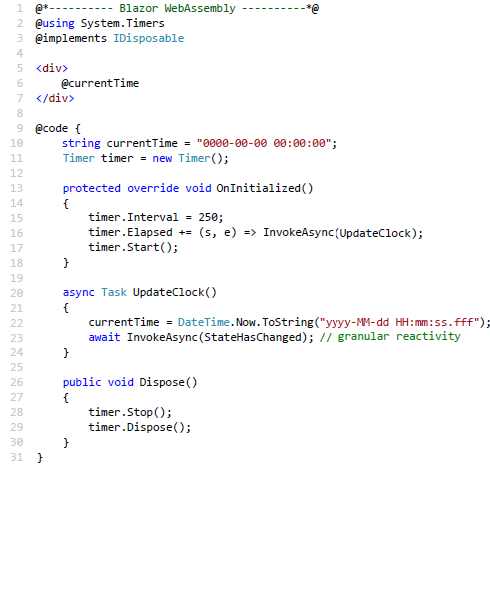 1 @*---------- Blazor WebAssembly ----------*@
2 @using System.Timers
3 @implements IDisposable
4
5 <div>
6     @currentTime
7 </div>
8
9 @code {
10     string currentTime = "0000-00-00 00:00:00";
11     Timer timer = new Timer();
12
13     protected override void OnInitialized()
14     {
15         timer.Interval = 250;
16         timer.Elapsed += (s, e) => InvokeAsync(UpdateClock);
17         timer.Start();
18     }
19
20     async Task UpdateClock()
21     {
22         currentTime = DateTime.Now.ToString("yyyy-MM-dd HH:mm:ss.fff");
23         await InvokeAsync(StateHasChanged); // granular reactivity
24     }
25
26     public void Dispose()
27     {
28         timer.Stop();
29         timer.Dispose();
30     }
31 }